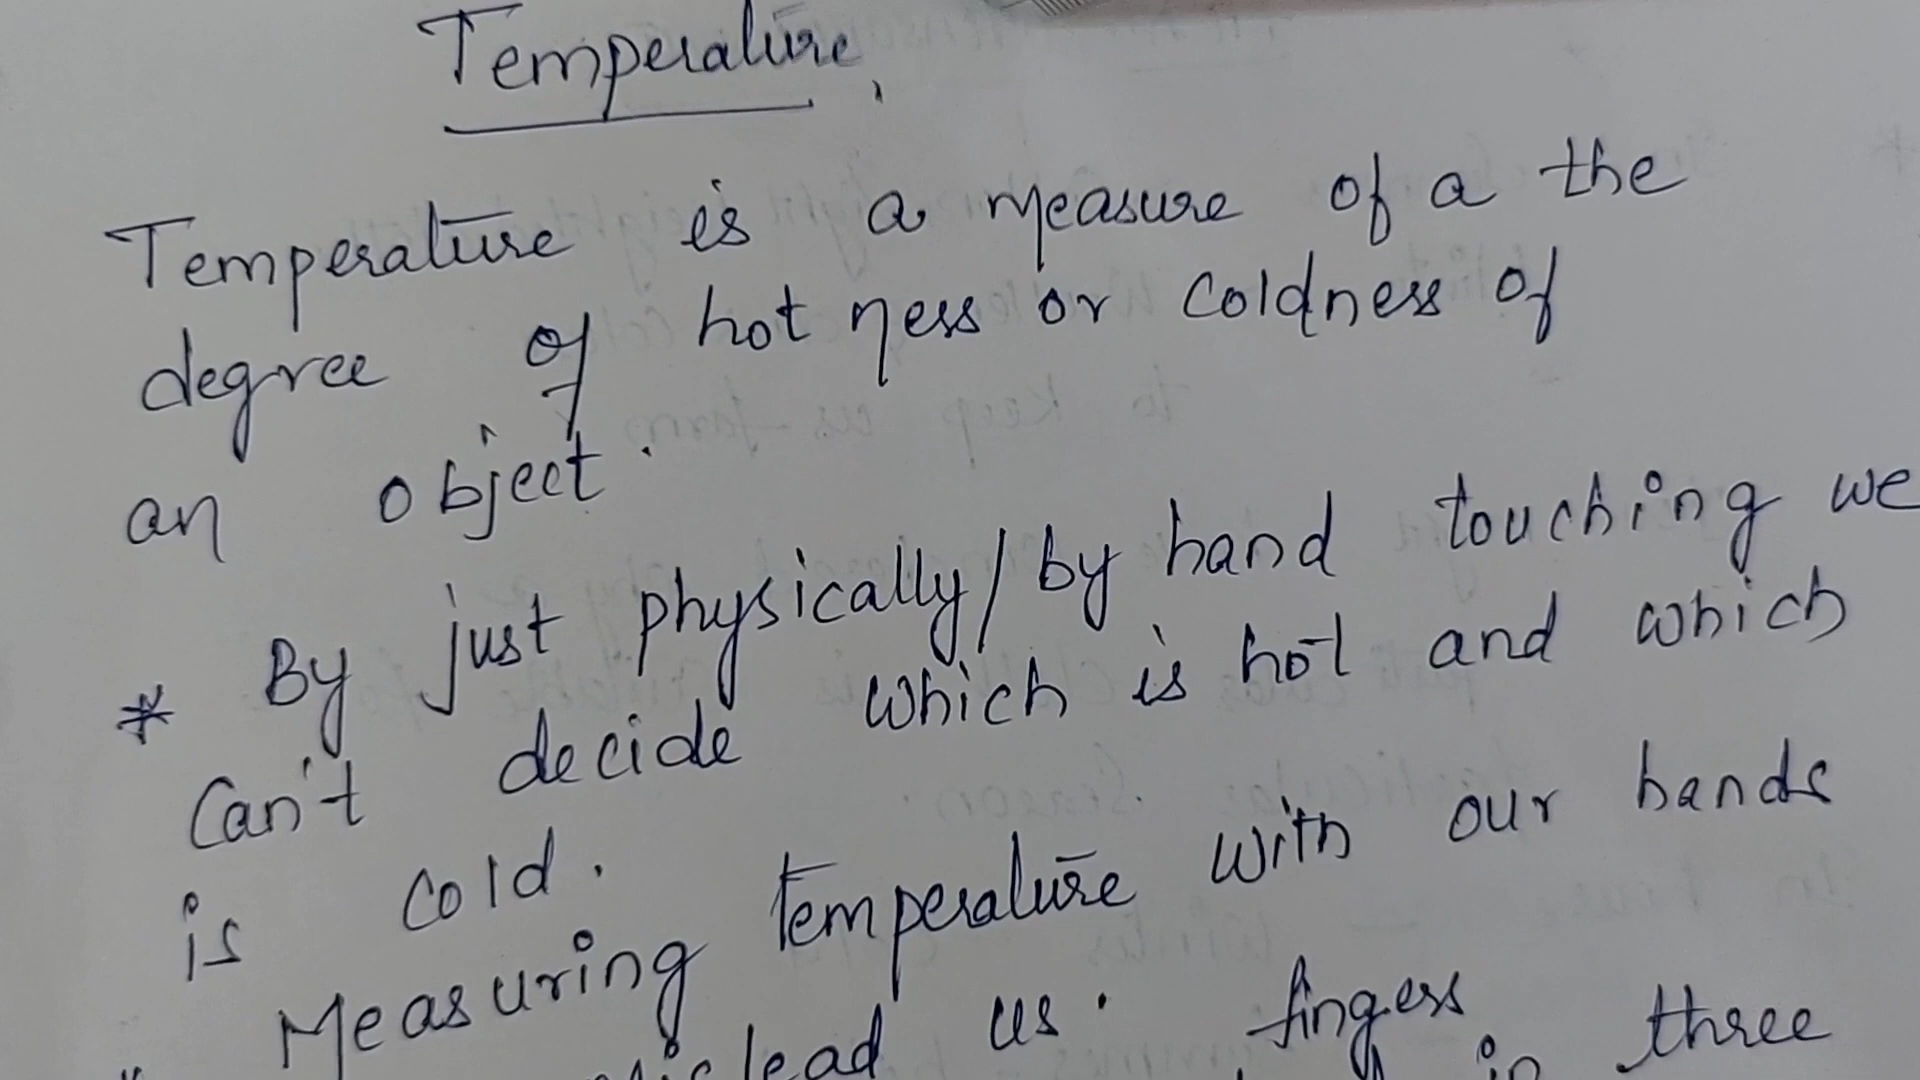 Temperature
Temperature is a measure of a the
degree of hot ness or coldness of
an object.
* By just physically/by hand touching we
Can't decide which is hot and which
is cold.
* Measuring temperature with our hands
mislead us. fingers
in three